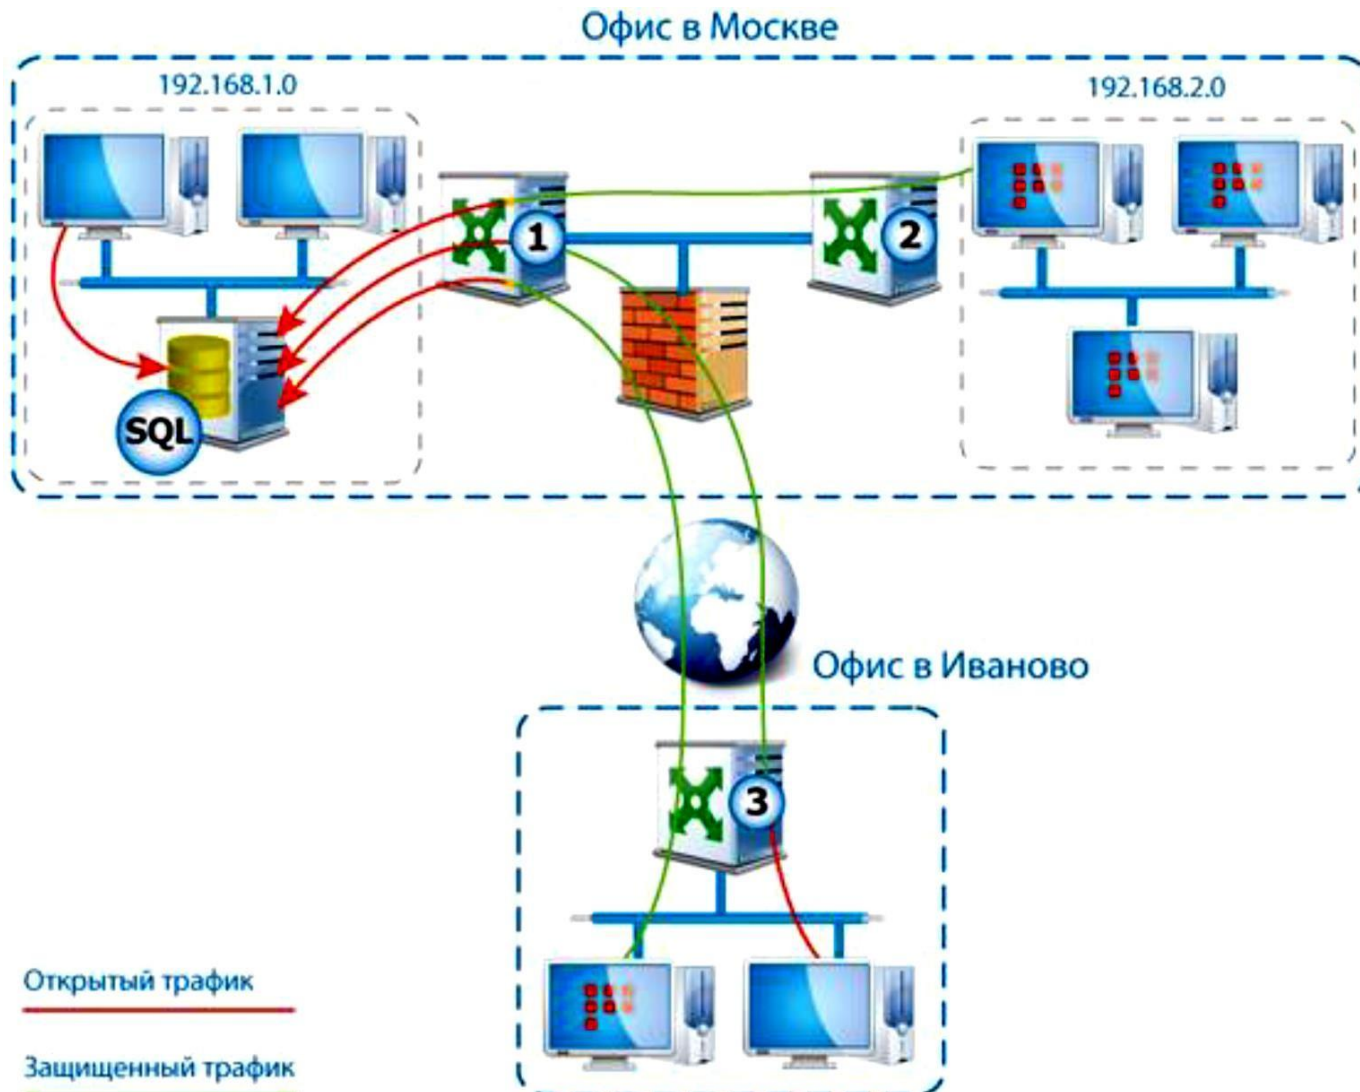 Офис в Москве
192.168.1.0
192.168.2.0
1
2
SQL
Офис в Иваново
3
Открытый трафик
Защищенный трафик